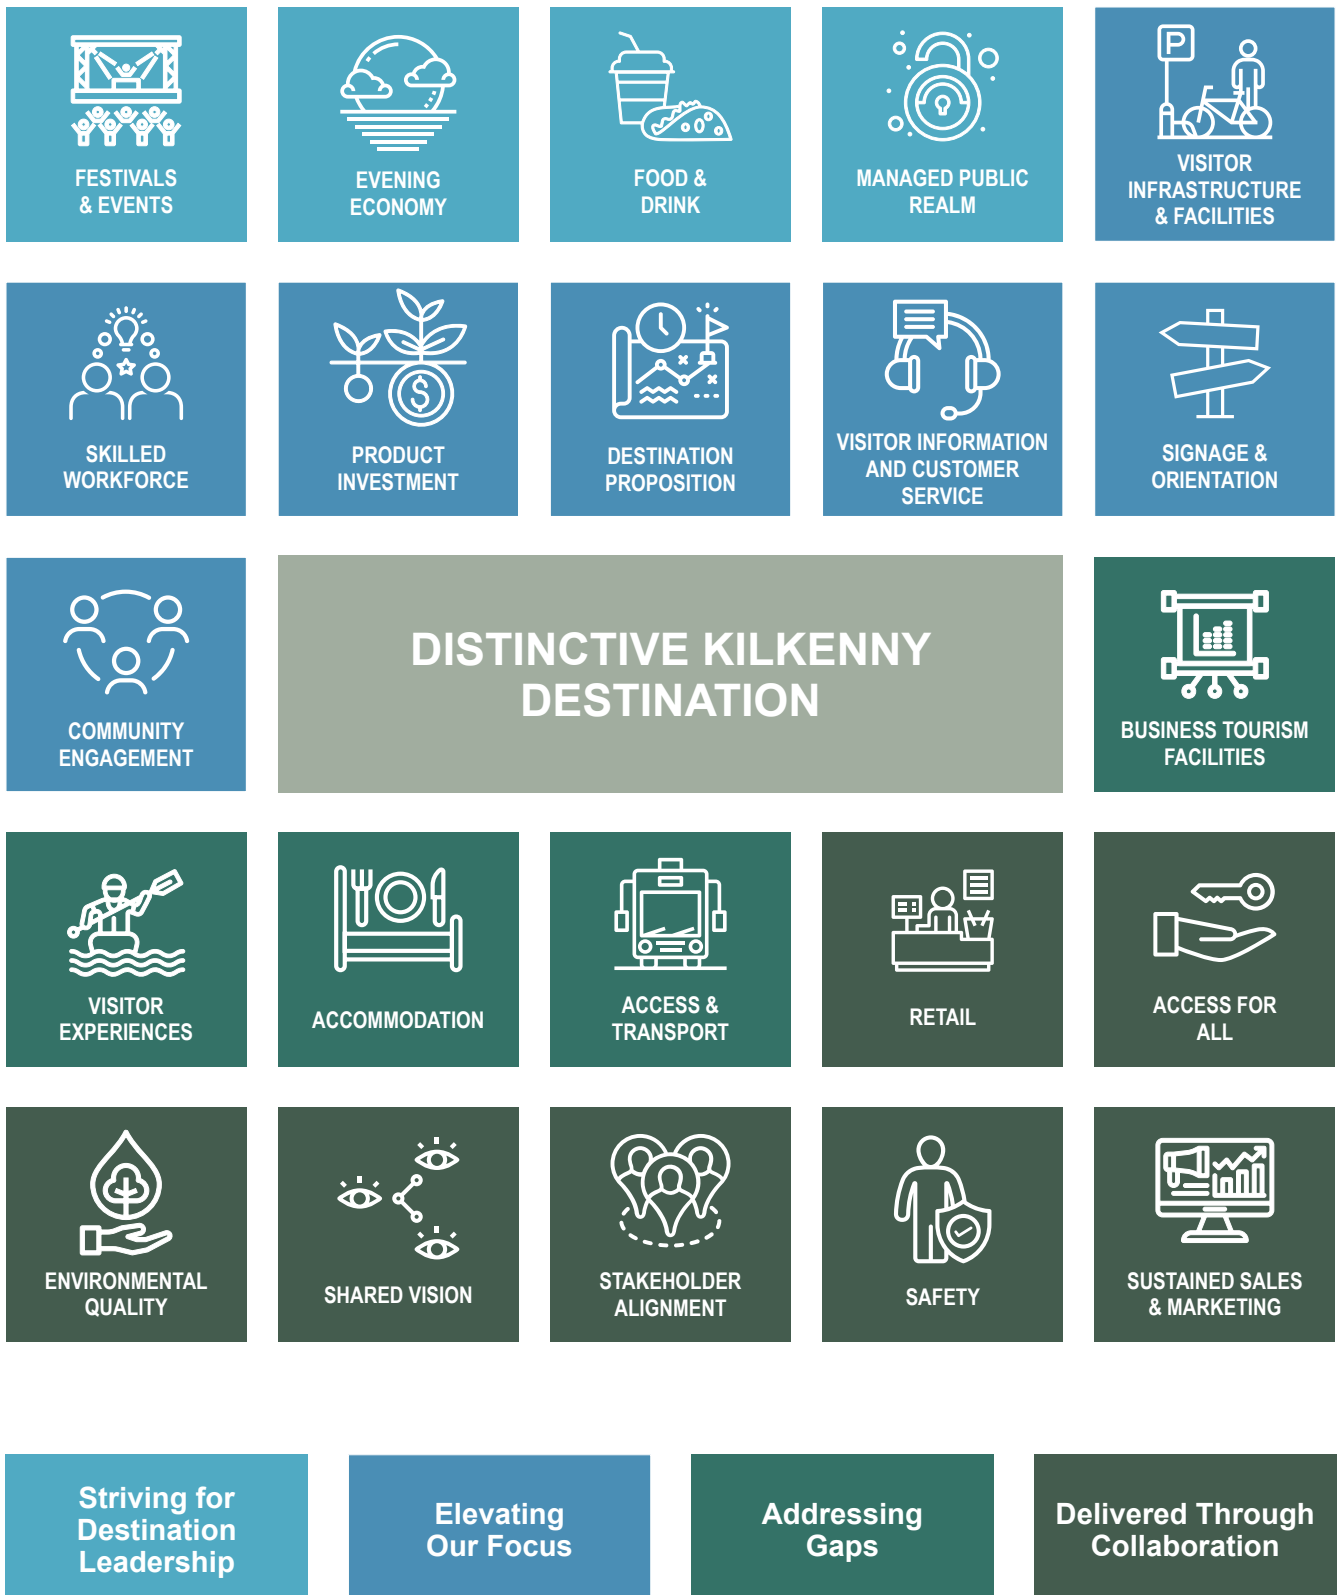 FESTIVALS
& EVENTS
EVENING
ECONOMY
FOOD &
DRINK
MANAGED PUBLIC
REALM
P
VISITOR
INFRASTRUCTURE
& FACILITIES
SKILLED
WORKFORCE
$
PRODUCT
INVESTMENT
DESTINATION
PROPOSITION
VISITOR INFORMATION
AND CUSTOMER
SERVICE
SIGNAGE &
ORIENTATION
COMMUNITY
ENGAGEMENT
DISTINCTIVE KILKENNY
DESTINATION
BUSINESS TOURISM
FACILITIES
VISITOR
EXPERIENCES
ACCOMMODATION
ACCESS &
TRANSPORT
RETAIL
ACCESS FOR
ALL
ENVIRONMENTAL
QUALITY
SHARED VISION
STAKEHOLDER
ALIGNMENT
SAFETY
SUSTAINED SALES
& MARKETING
Striving for
Destination
Leadership
Elevating
Our Focus
Addressing
Gaps
Delivered Through
Collaboration